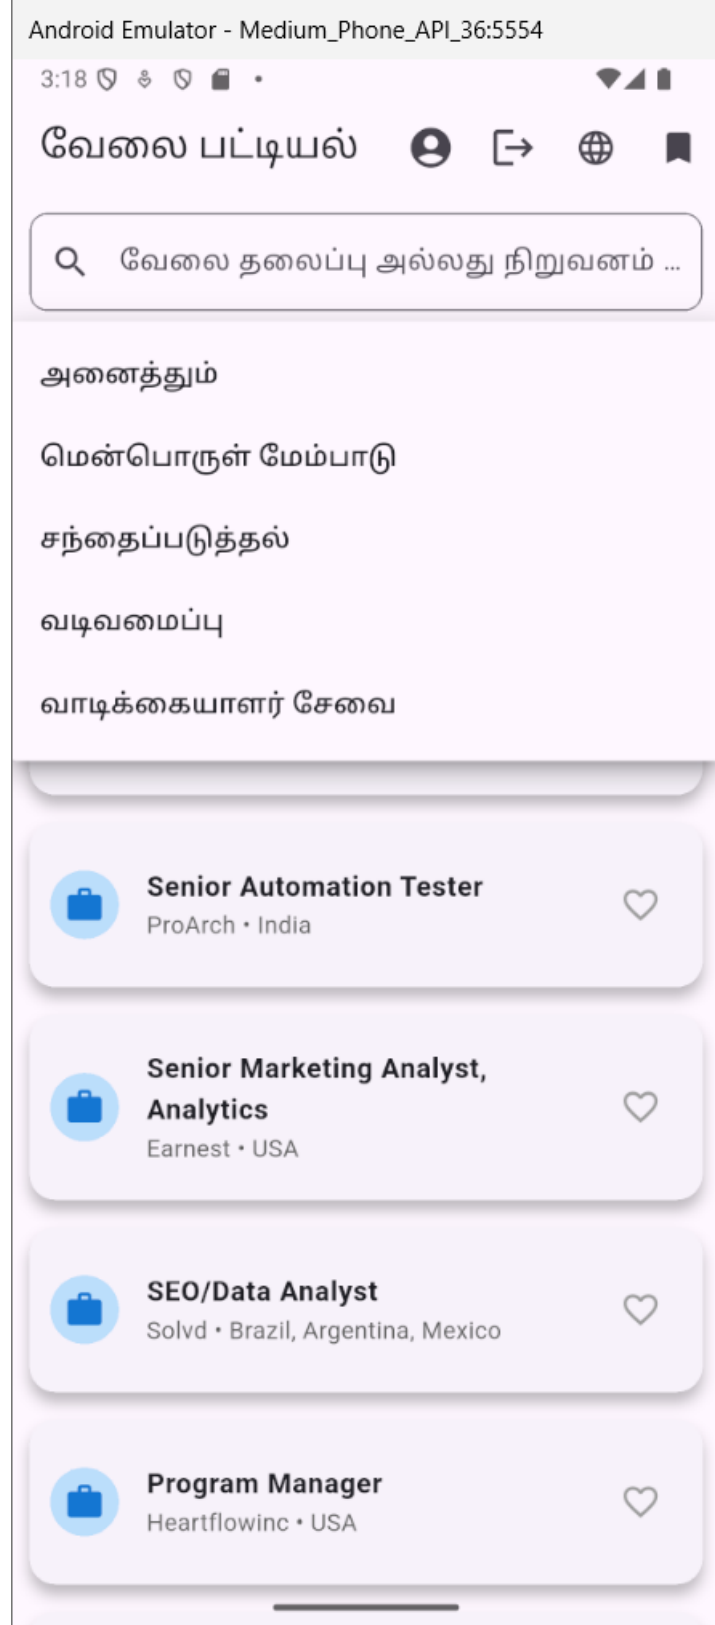 Android Emulator - Medium_Phone_API_36:5554
3:18
வேலை பட்டியல்
வேலை தலைப்பு அல்லது நிறுவனம் ...
அனைத்தும்
மென்பொருள் மேம்பாடு
சந்தைப்படுத்தல்
வடிவமைப்பு
வாடிக்கையாளர் சேவை
Senior Automation Tester
ProArch • India
Senior Marketing Analyst,
Analytics
Earnest • USA
SEO/Data Analyst
Solvd • Brazil, Argentina, Mexico
Program Manager
Heartflowinc • USA